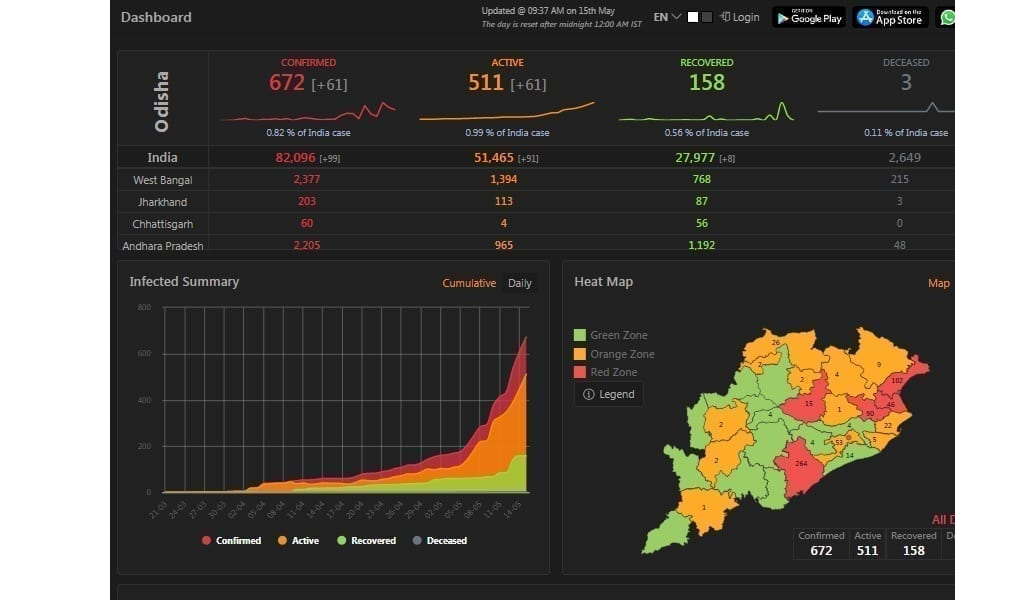 Dashboard
Updated @ 09:37 AM on 15th May
The day is reset after midnight 12:00 AM IST
EN
Login
GET IT ON
Google Play
Download on the
App Store
Odisha
CONFIRMED
672 [+61]
0.82 % of India case
ACTIVE
511 [+61]
0.99 % of India case
RECOVERED
158
0.56 % of India case
DECEASED
3
0.11 % of India case
India 82,096 [+99] 51,465 [+91] 27,977 [+8] 2,649
West Bangal 2,377 1,394 768 215
Jharkhand 203 113 87 3
Chhattisgarh 60 4 56 0
Andhara Pradesh 2,205 965 1,192 48
Infected Summary
Cumulative Daily
800
600
400
200
0
21-03 24-03 27-03 30-03 02-04 05-04 08-04 11-04 14-04 17-04 20-04 23-04 26-04 29-04 02-05 05-05 08-05 11-05 14-05
Confirmed Active Recovered Deceased
Heat Map
Map
Green Zone
Orange Zone
Red Zone
Legend
26
9
2
2
4
102
15
46
1
90
4
22
2
4
4
53
5
14
2
264
1
All D
Confirmed Active Recovered De
672 511 158